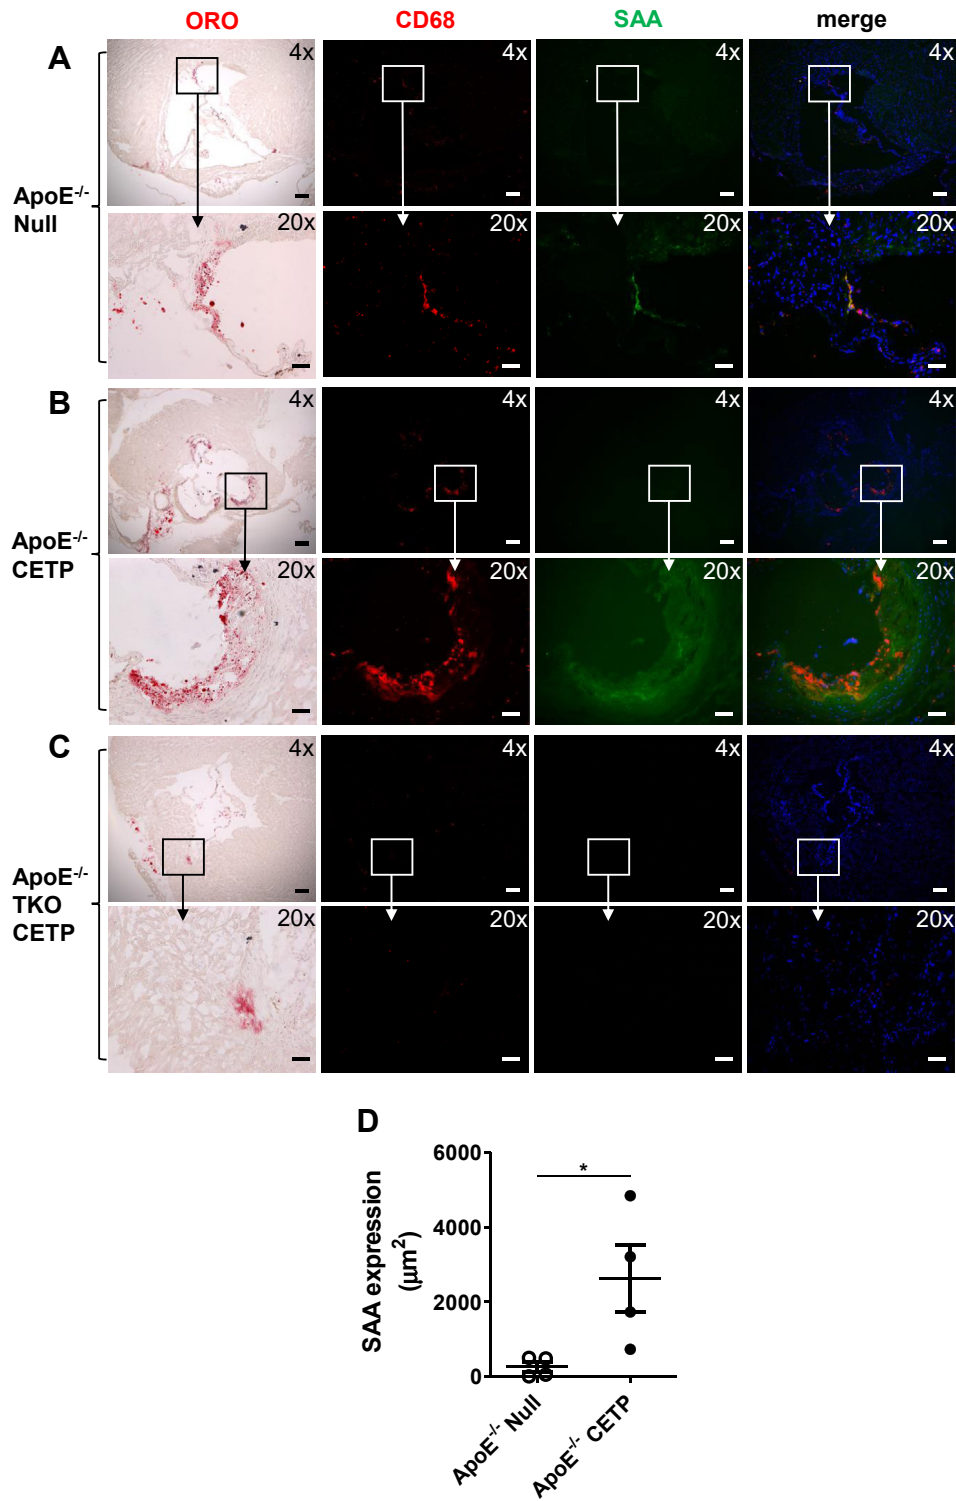 ORO CD68 SAA merge
A
4x 4x 4x 4x
ApoE⁻/⁻
Null
20x 20x 20x 20x
B
4x 4x 4x 4x
ApoE⁻/⁻
CETP
20x 20x 20x 20x
C
4x 4x 4x 4x
ApoE⁻/⁻
TKO
CETP
20x 20x 20x 20x
D
SAA expression
(µm²)
6000
4000
2000
0
*
ApoE⁻/⁻ Null
ApoE⁻/⁻ CETP